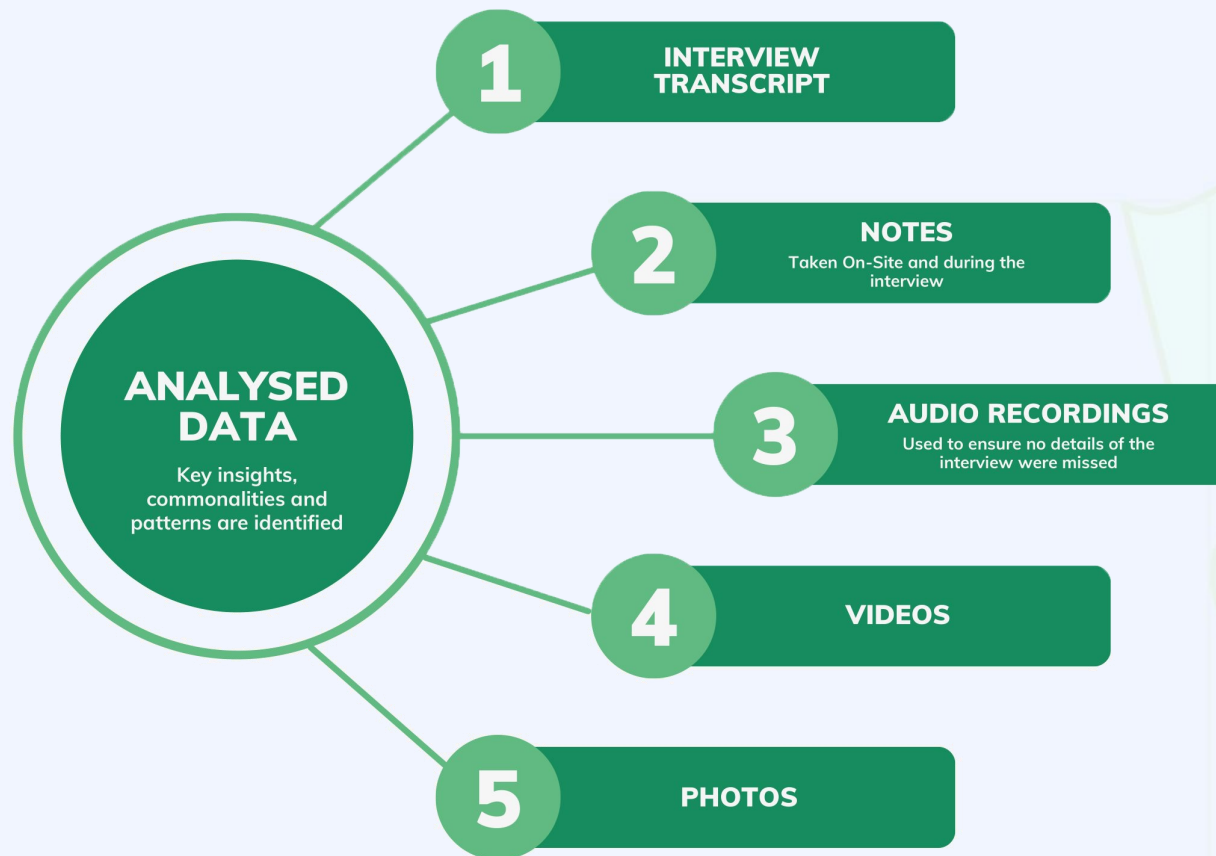 1
INTERVIEW
TRANSCRIPT
2
NOTES
Taken On-Site and during the
interview
ANALYSED
DATA
Key insights,
commonalities and
patterns are identified
3
AUDIO RECORDINGS
Used to ensure no details of the
interview were missed
4
VIDEOS
5
PHOTOS